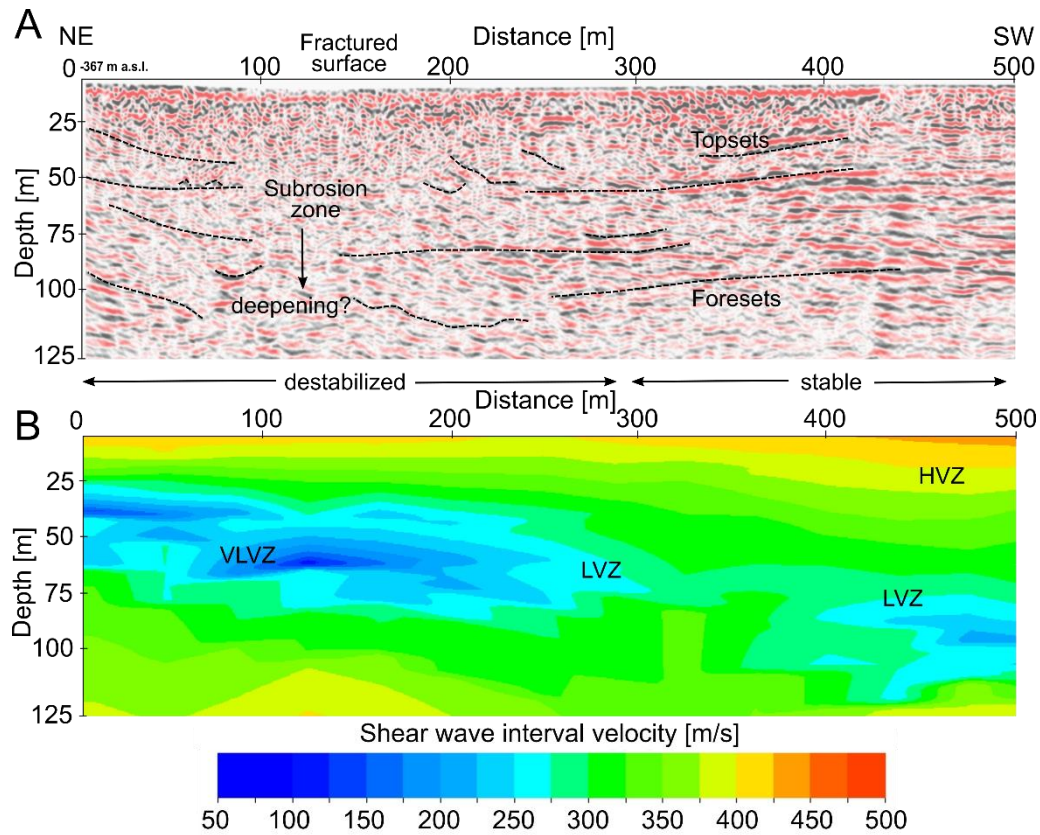 A
NE
Fractured
surface
Distance [m]
SW
0 -367 m a.s.l. 100 200 300 400 500
25
50
75
100
125
Depth [m]
Topsets
Subrosion
zone
deepening?
Foresets
destabilized
stable
B
Distance [m]
0 100 200 300 400 500
25
50
75
100
125
Depth [m]
HVZ
VLVZ
LVZ
LVZ
Shear wave interval velocity [m/s]
50 100 150 200 250 300 350 400 450 500